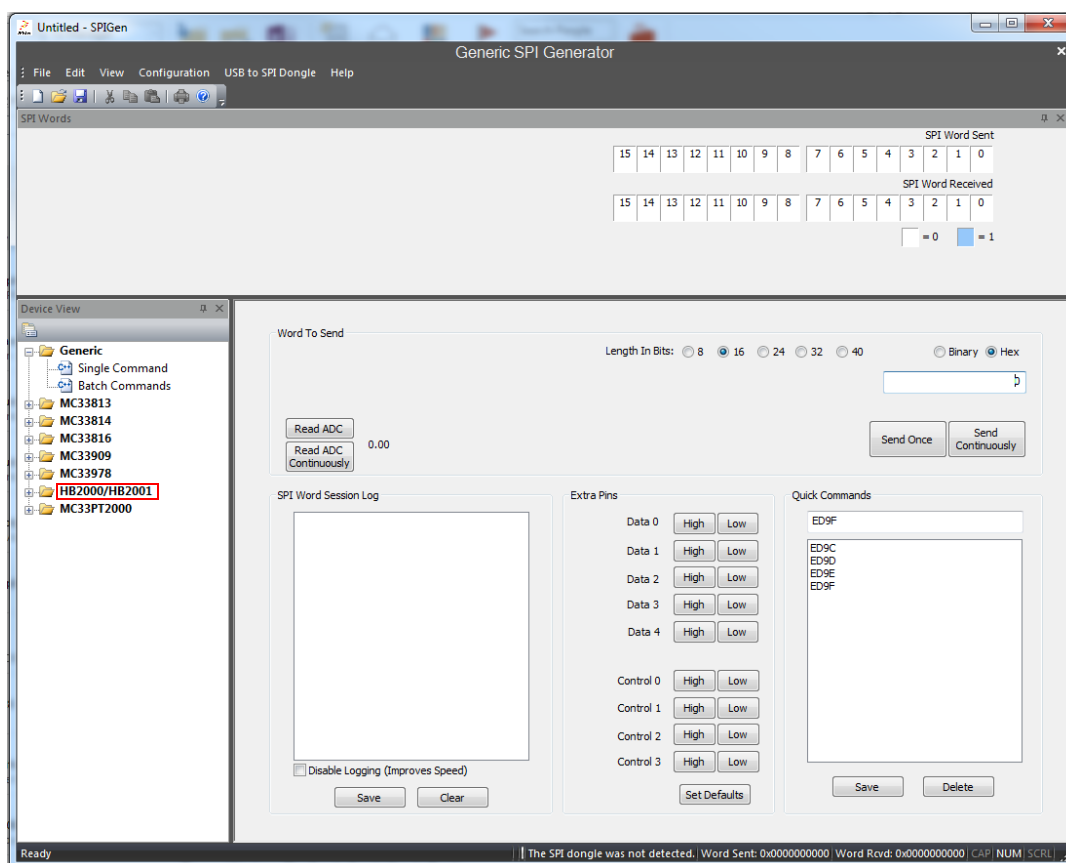 Untitled - SPIGen
Generic SPI Generator
File Edit View Configuration USB to SPI Dongle Help
SPI Words
SPI Word Sent
15 14 13 12 11 10 9 8 7 6 5 4 3 2 1 0
SPI Word Received
15 14 13 12 11 10 9 8 7 6 5 4 3 2 1 0
= 0 = 1
Device View
Generic
Single Command
Batch Commands
MC33813
MC33814
MC33816
MC33909
MC33978
HB2000/HB2001
MC33PT2000
Word To Send
Length In Bits: 8 16 24 32 40 Binary Hex
Read ADC
Read ADC
Continuously
0.00
Send Once
Send
Continuously
SPI Word Session Log
Disable Logging (Improves Speed)
Save Clear
Extra Pins
Data 0 High Low
Data 1 High Low
Data 2 High Low
Data 3 High Low
Data 4 High Low
Control 0 High Low
Control 1 High Low
Control 2 High Low
Control 3 High Low
Set Defaults
Quick Commands
ED9F
ED9C
ED9D
ED9E
ED9F
Save Delete
Ready
The SPI dongle was not detected. Word Sent: 0x0000000000 Word Rcvd: 0x0000000000 CAP NUM SCRL